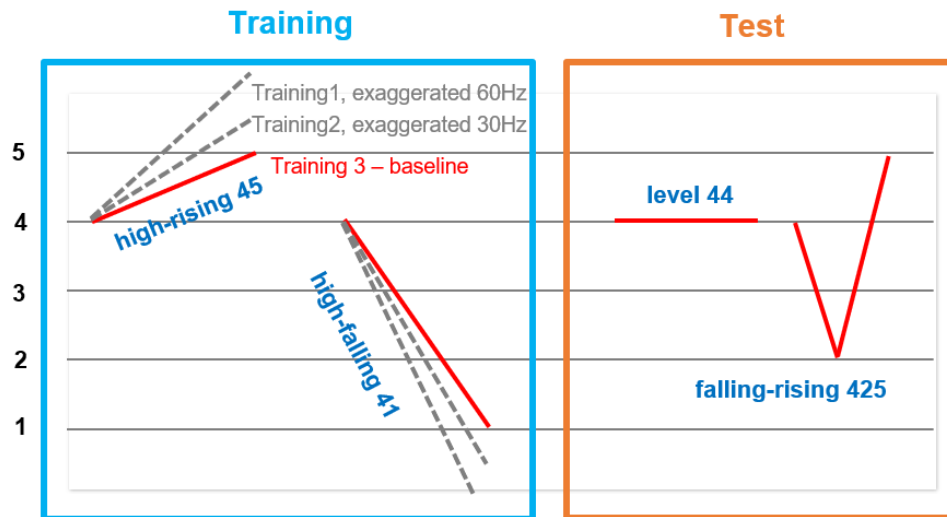 Training
Test
Training1, exaggerated 60Hz
Training2, exaggerated 30Hz
Training 3 – baseline
high-rising 45
high-falling 41
level 44
falling-rising 425
5
4
3
2
1